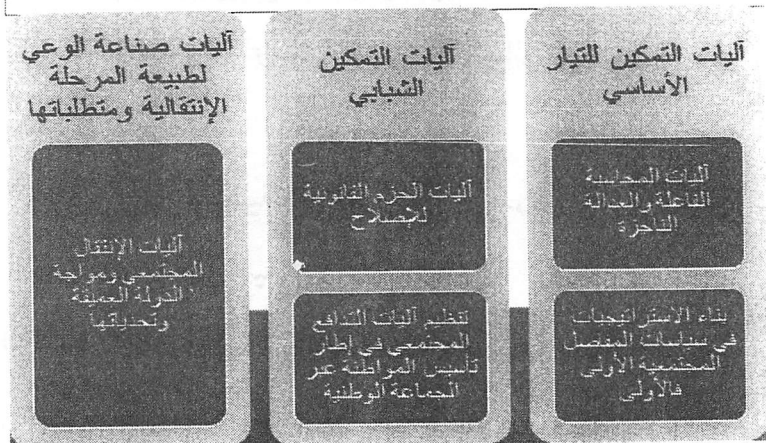 آليات التمكين للتيار
الأساسي
آليات المحاسبة
الفاعلة والعدالة
الناجزة
بناء الاستراتيجيات
في سياسات المفاصل
المجتمعية الأولى
فالأولى
آليات التمكين
الشبابي
آليات الحزم القانونية
للإصلاح
تنظيم آليات التدافع
المجتمعي في إطار
تأسيس المواطنة عبر
الجماعة الوطنية
آليات صناعة الوعي
لطبيعة المرحلة
الإنتقالية ومتطلباتها
آليات الإنتقال
المجتمعي ومواجة
الدولة العميقة
وتحدياتها